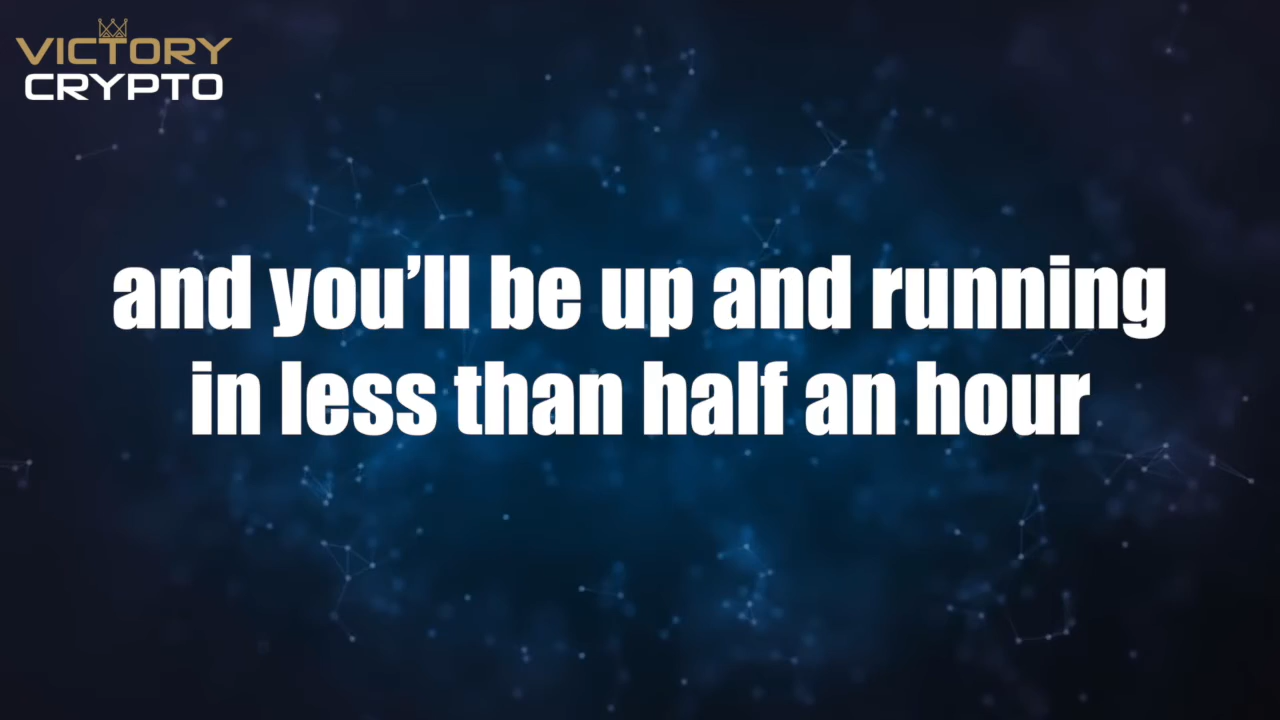 VICTORY
CRYPTO
and you’ll be up and running
in less than half an hour